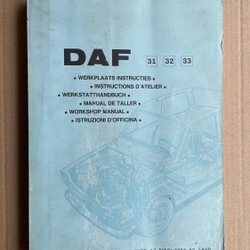 DAF 31 32 33
• WERKPLAATS INSTRUCTIES •
• INSTRUCTIONS D'ATELIER •
• WERKSTATTHANDBUCH •
• MANUAL DE TALLER •
• WORKSHOP MANUAL •
• ISTRUZIONI D'OFFICINA •